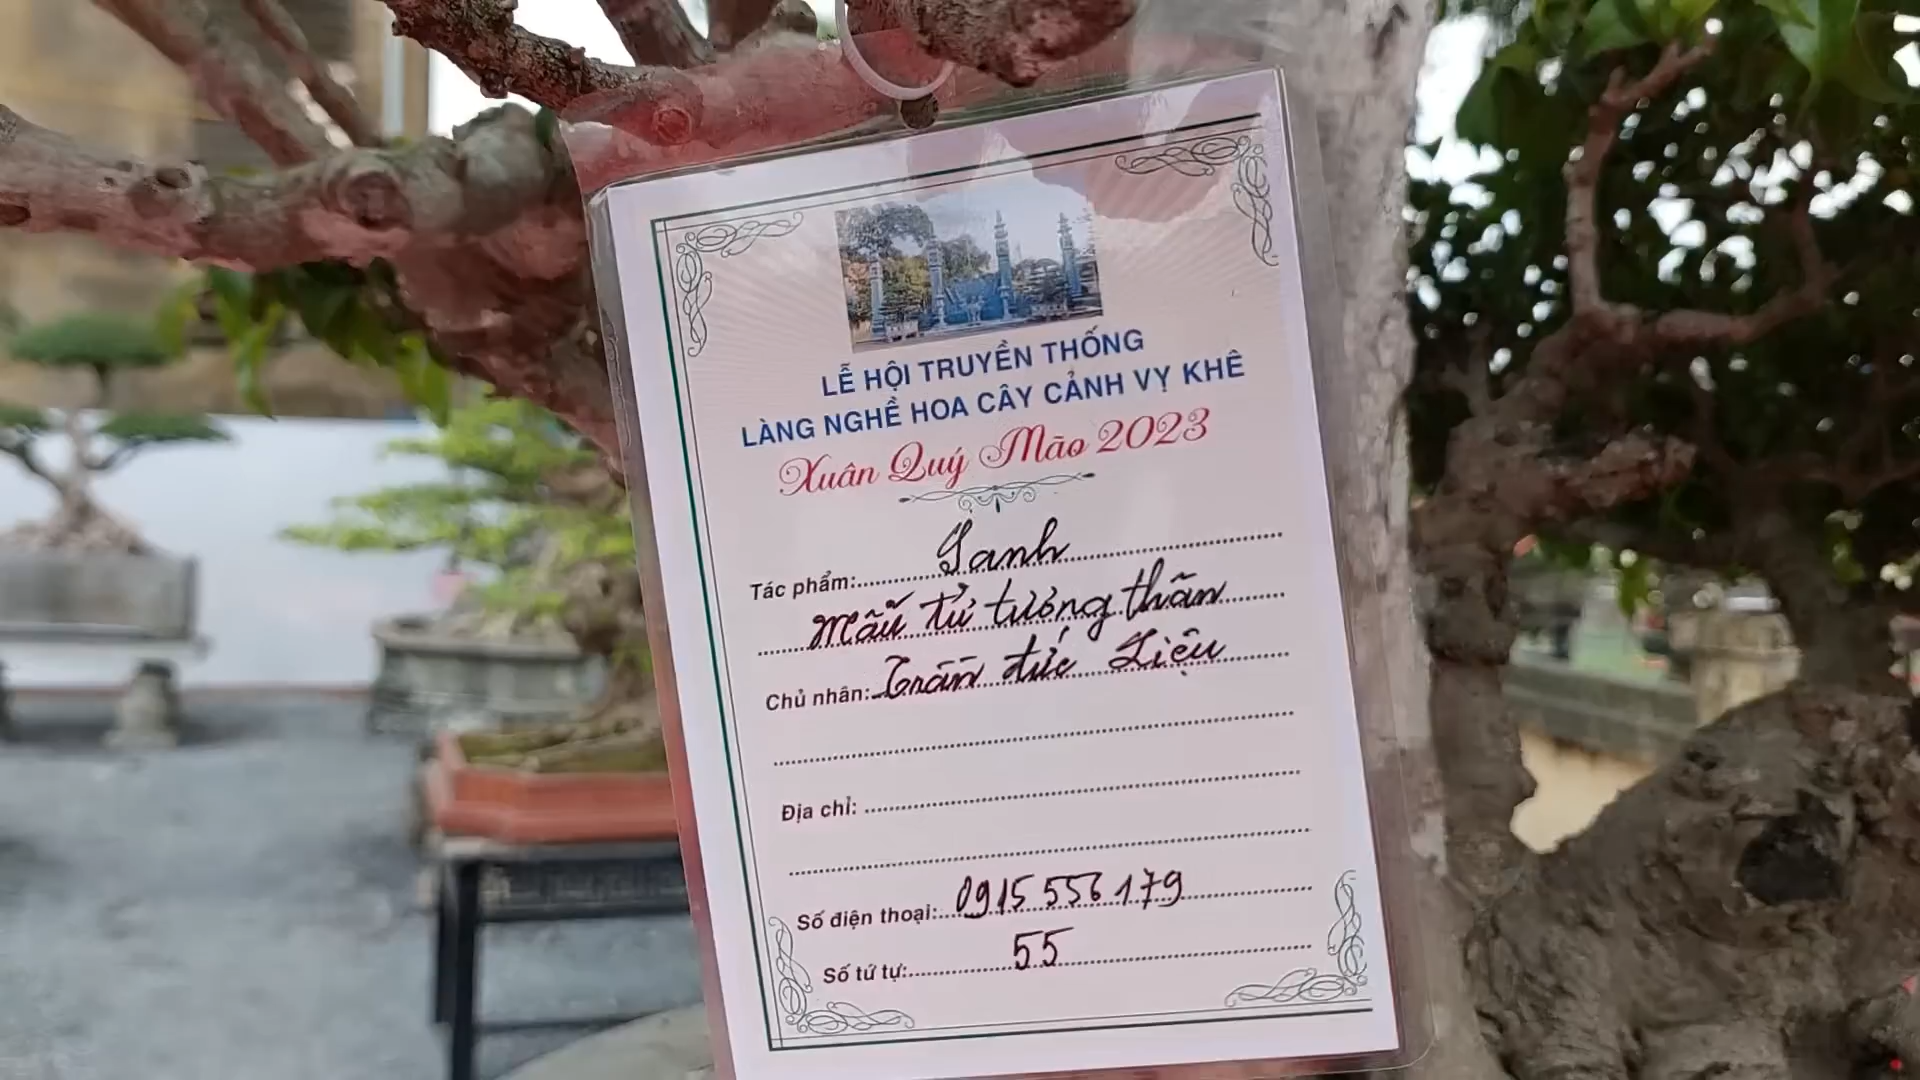 LỄ HỘI TRUYỀN THỐNG
LÀNG NGHỀ HOA CÂY CẢNH VỊ KHÊ
Xuân Quý Mão 2023
Tác phẩm: Sanh
Mẫu tử tương thân
Chủ nhân: Trần đức Liệu
Địa chỉ:
Số điện thoại: 0915 556 179
Số tứ tự: 55